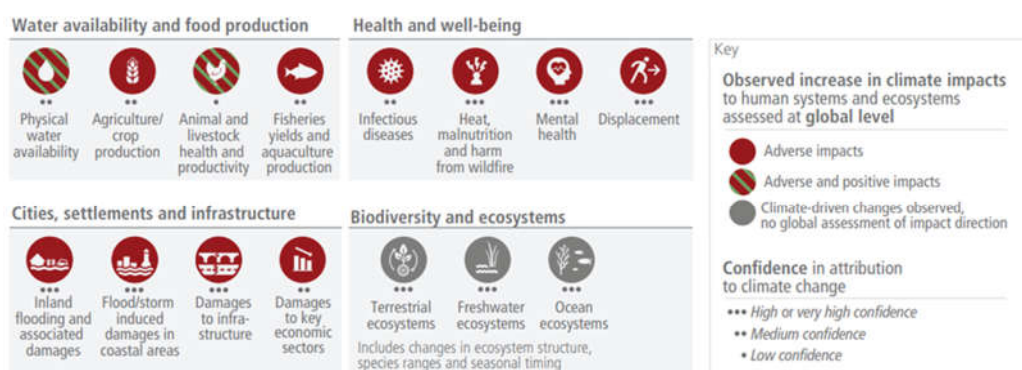 Water availability and food production
Physical
water
availability
Agriculture/
crop
production
Animal and
livestock
health and
productivity
Fisheries
yields and
aquaculture
production
Health and well-being
Infectious
diseases
Heat,
malnutrition
and harm
from wildfire
Mental
health
Displacement
Cities, settlements and infrastructure
Inland
flooding and
associated
damages
Flood/storm
induced
damages in
coastal areas
Damages
to infra-
structure
Damages
to key
economic
sectors
Biodiversity and ecosystems
Terrestrial
ecosystems
Freshwater
ecosystems
Ocean
ecosystems
Includes changes in ecosystem structure,
species ranges and seasonal timing
Key
Observed increase in climate impacts
to human systems and ecosystems
assessed at global level
Adverse impacts
Adverse and positive impacts
Climate-driven changes observed,
no global assessment of impact direction
Confidence in attribution
to climate change
••• High or very high confidence
•• Medium confidence
• Low confidence